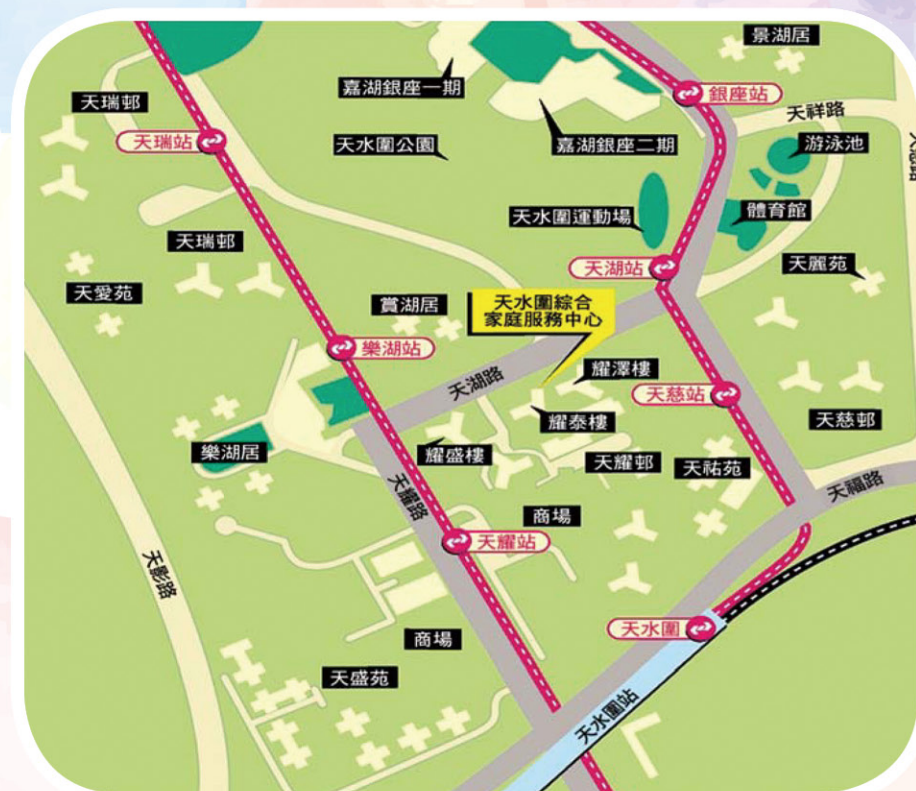 景湖居
嘉湖銀座一期
銀座站
天瑞邨
天祥路
天瑞站
天水圍公園
嘉湖銀座二期
游泳池
體育館
天水圍運動場
天瑞邨
天湖站
天麗苑
天愛苑
賞湖居
天水圍綜合
家庭服務中心
樂湖站
天湖路
耀澤樓
天慈站
耀泰樓
天慈邨
樂湖居
耀盛樓
天耀邨
天祐苑
天耀路
天福路
商場
天耀站
天影路
天水圍
商場
天盛苑
天水圍站